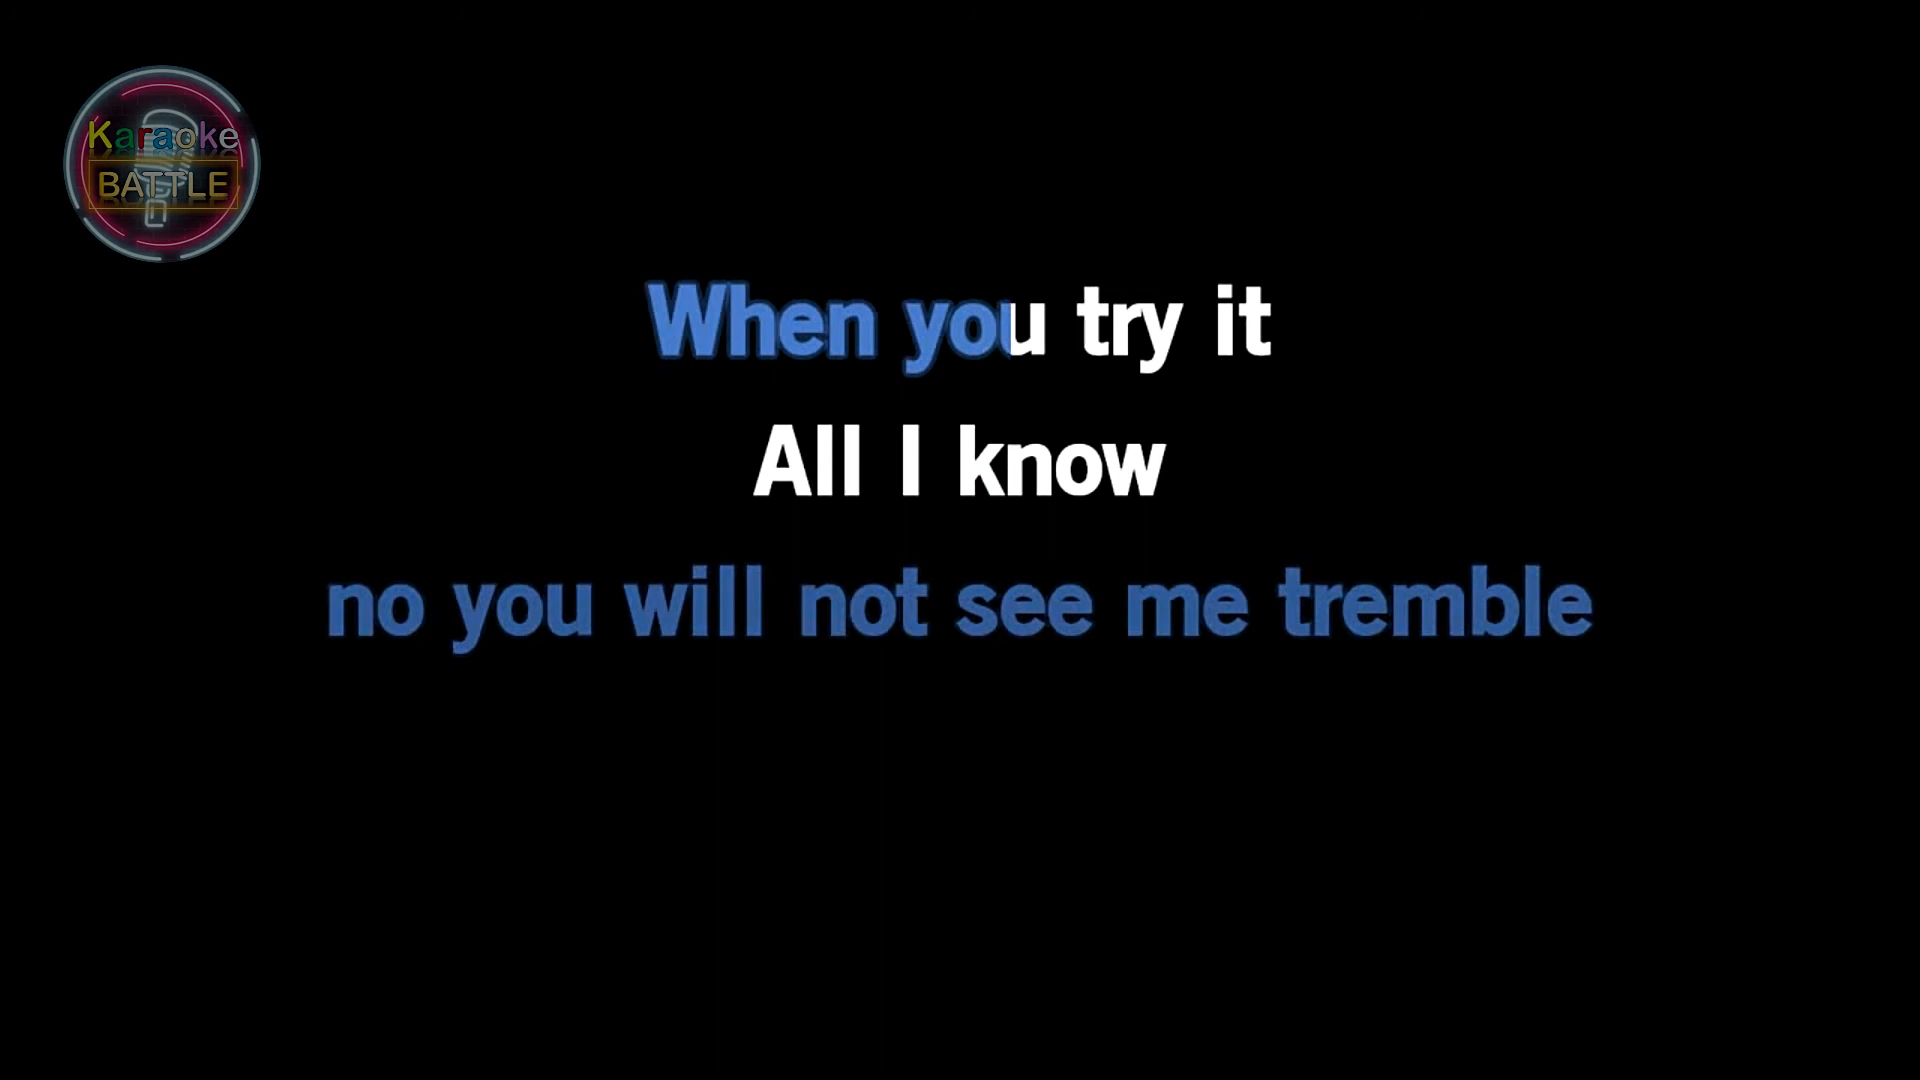 Karaoke
BATTLE
When you try it
All I know
no you will not see me tremble